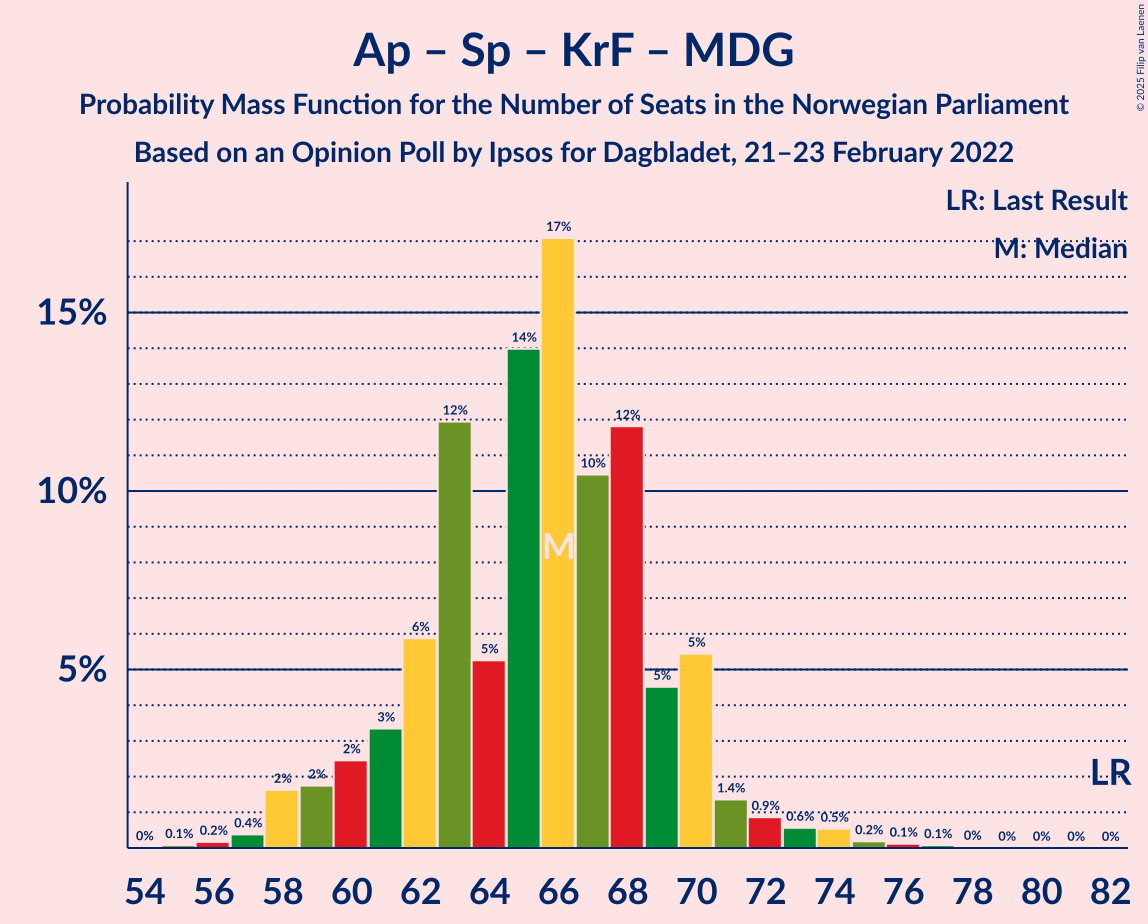 Ap – Sp – KrF – MDG
Probability Mass Function for the Number of Seats in the Norwegian Parliament
Based on an Opinion Poll by Ipsos for Dagbladet, 21–23 February 2022
© 2025 Filip van Laenen
LR: Last Result
M: Median
15%
10%
5%
0% 0.1% 0.2% 0.4% 2% 2% 2% 3% 6% 12% 5% 14% 17% 10% 12% 5% 5% 1.4% 0.9% 0.6% 0.5% 0.2% 0.1% 0.1% 0% 0% 0% 0% 0%
M
LR
54 56 58 60 62 64 66 68 70 72 74 76 78 80 82